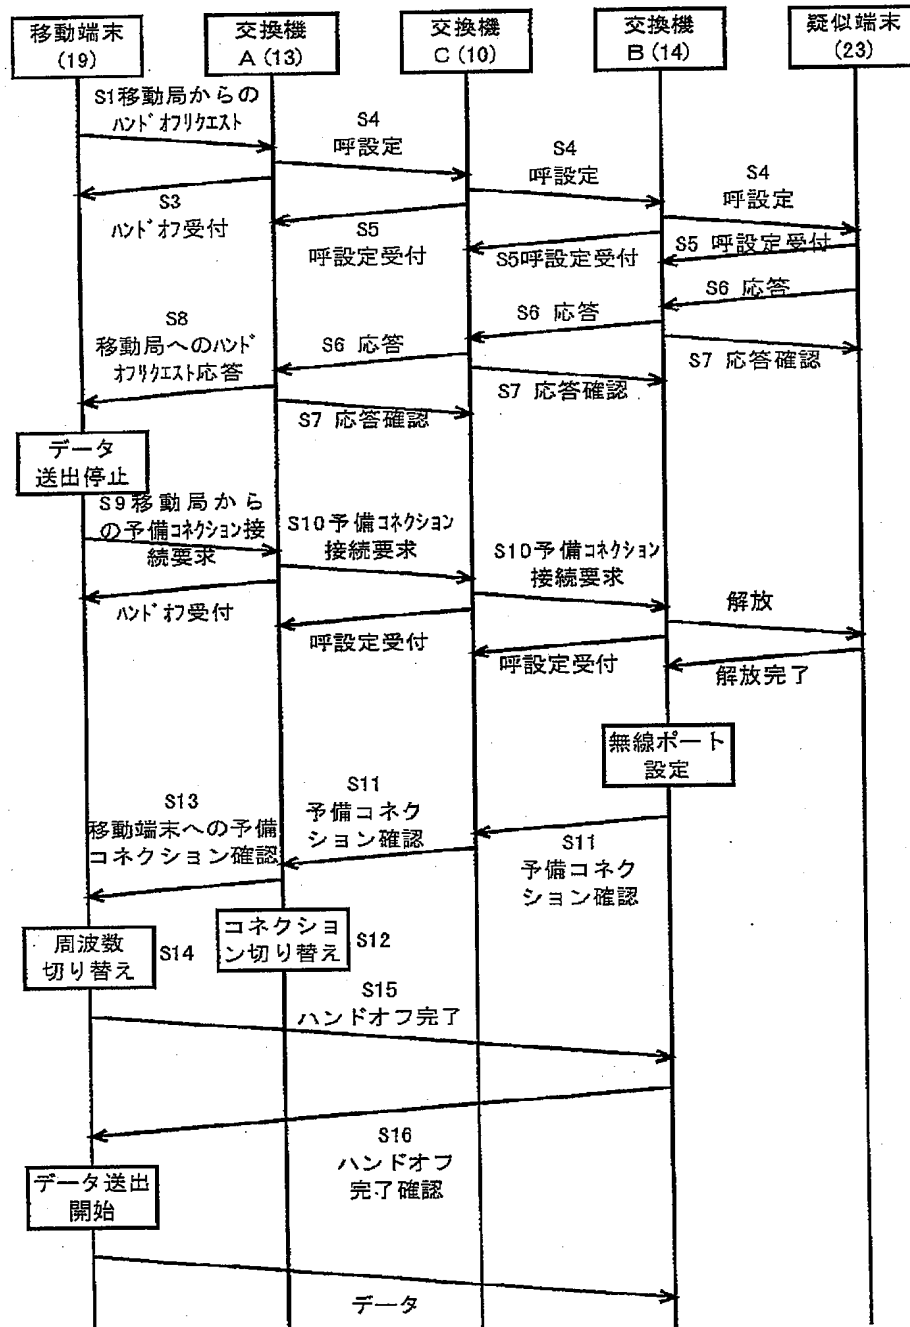 移動端末
(19)
交換機
A(13)
交換機
C(10)
交換機
B(14)
疑似端末
(23)
S1移動局からの
ﾊﾝﾄﾞｵﾌﾘｸｴｽﾄ
S4
呼設定
S4
呼設定
S4
呼設定
S3
ﾊﾝﾄﾞｵﾌ受付
S5
呼設定受付
S5呼設定受付
S5 呼設定受付
S6 応答
S6 応答
S6 応答
S8
移動局へのﾊﾝﾄﾞ
ｵﾌﾘｸｴｽﾄ応答
S7 応答確認
S7 応答確認
S7 応答確認
データ
送出停止
S9移動局から
の予備ｺﾈｸｼｮﾝ接
続要求
S10予備ｺﾈｸｼｮﾝ
接続要求
S10予備ｺﾈｸｼｮﾝ
接続要求
ﾊﾝﾄﾞｵﾌ受付
呼設定受付
呼設定受付
解放
解放完了
無線ポート
設定
S13
移動端末への予備
コネクション確認
S11
予備コネク
ション確認
S11
予備コネク
ション確認
周波数
切り替え
S14
コネクショ
ン切り替え
S12
S15
ハンドオフ完了
S16
ハンドオフ
完了確認
データ送出
開始
データ